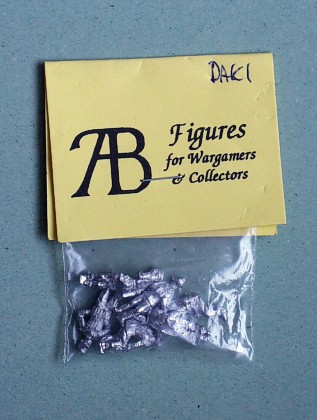 DAK1
AB
Figures
for Wargamers
& Collectors